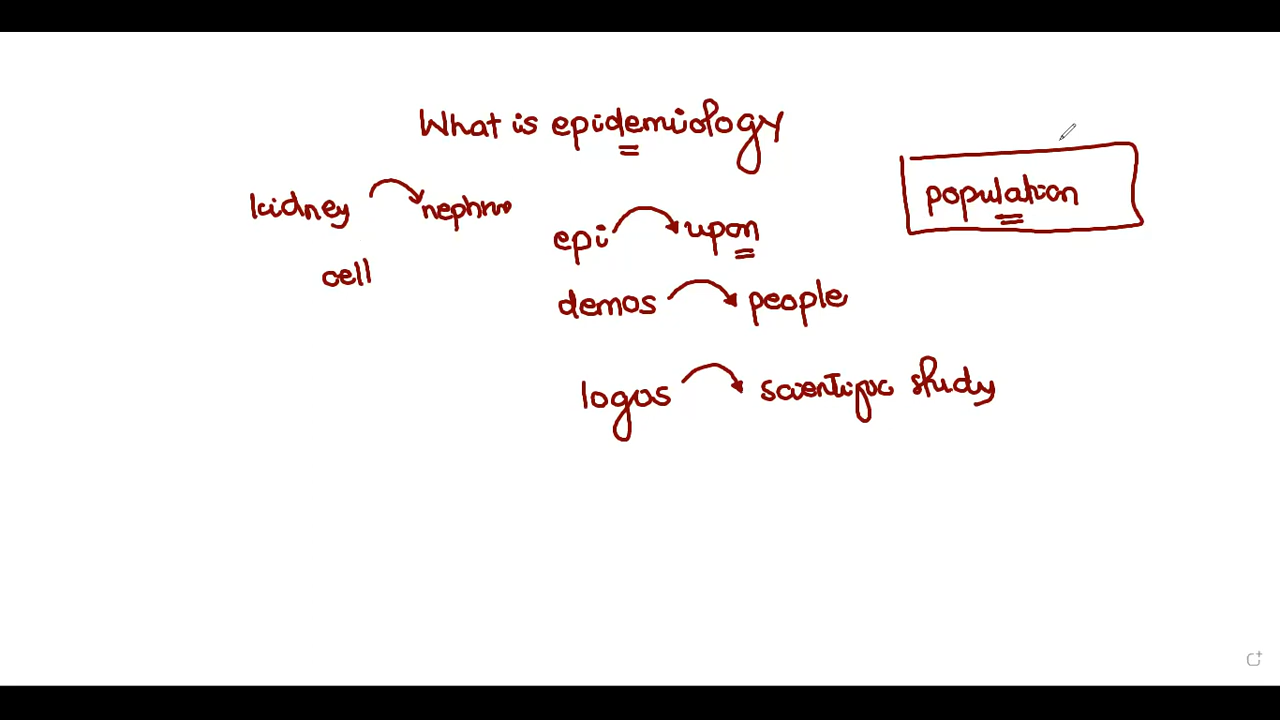 What is epidemiology
population
kidney nephro
epi upon
cell
demos people
logos scientific study